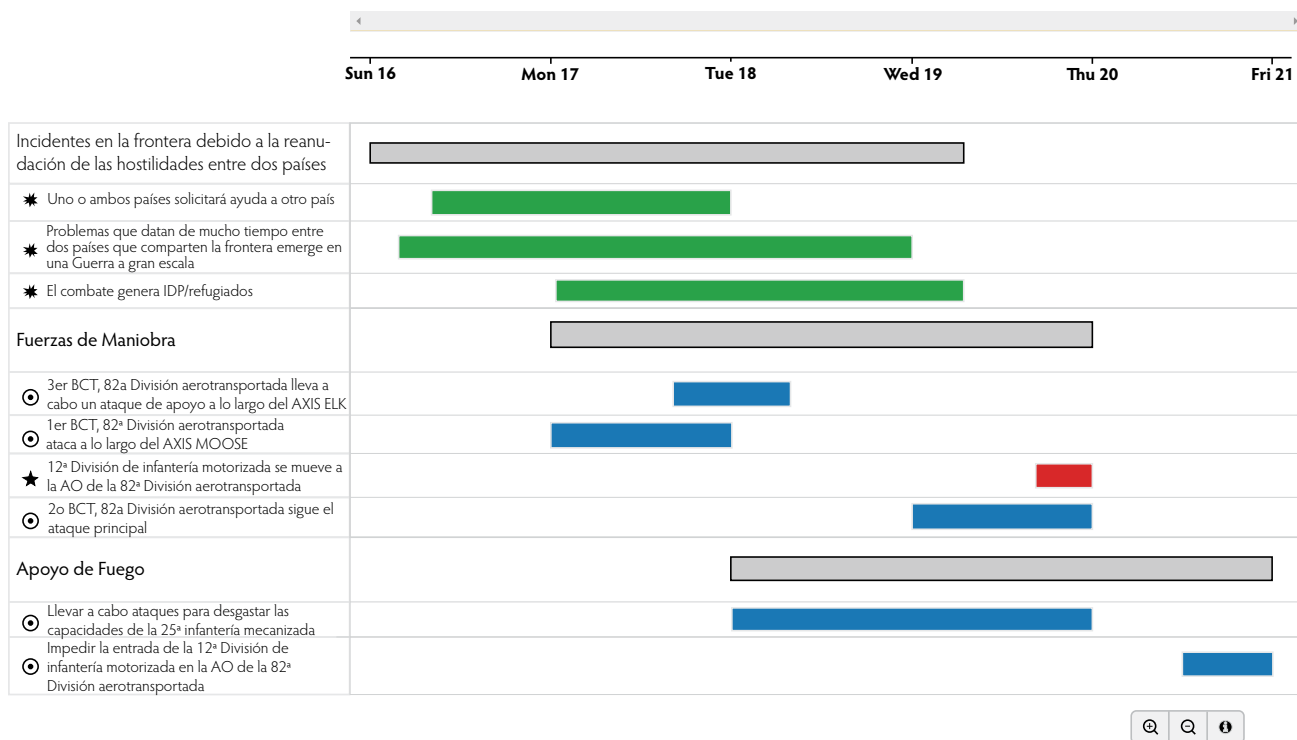 Sun 16 Mon 17 Tue 18 Wed 19 Thu 20 Fri 21
Incidentes en la frontera debido a la reanu-
dación de las hostilidades entre dos países
Uno o ambos países solicitará ayuda a otro país
Problemas que datan de mucho tiempo entre
dos países que comparten la frontera emerge en
una Guerra a gran escala
El combate genera IDP/refugiados
Fuerzas de Maniobra
3er BCT, 82a División aerotransportada lleva a
cabo un ataque de apoyo a lo largo del AXIS ELK
1er BCT, 82ª División aerotransportada
ataca a lo largo del AXIS MOOSE
12ª División de infantería motorizada se mueve a
la AO de la 82ª División aerotransportada
2o BCT, 82a División aerotransportada sigue el
ataque principal
Apoyo de Fuego
Llevar a cabo ataques para desgastar las
capacidades de la 25ª infantería mecanizada
Impedir la entrada de la 12ª División de
infantería motorizada en la AO de la 82ª
División aerotransportada